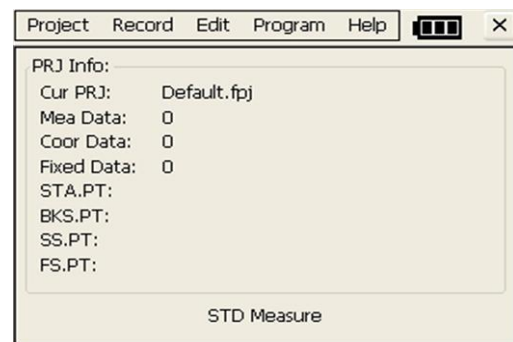 Project Record Edit Program Help
PRJ Info:
Cur PRJ: Default.fpj
Mea Data: 0
Coor Data: 0
Fixed Data: 0
STA.PT:
BKS.PT:
SS.PT:
FS.PT:
STD Measure